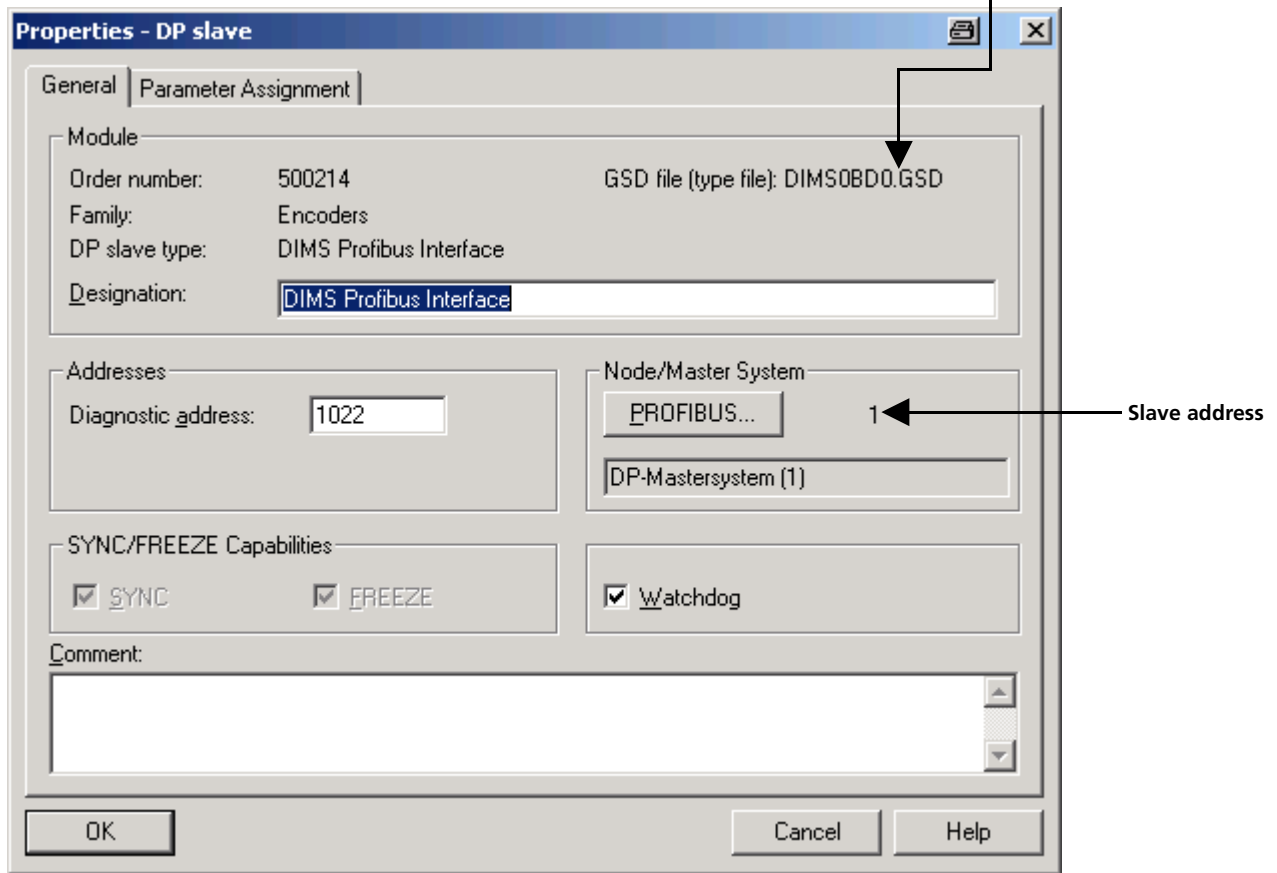 Properties - DP slave
General Parameter Assignment
Module
Order number: 500214 GSD file (type file): DIMS0BD0.GSD
Family: Encoders
DP slave type: DIMS Profibus Interface
Designation: DIMS Profibus Interface
Addresses Node/Master System
Diagnostic address: 1022 PROFIBUS... 1 Slave address
DP-Mastersystem (1)
SYNC/FREEZE Capabilities
SYNC FREEZE Watchdog
Comment:
OK Cancel Help